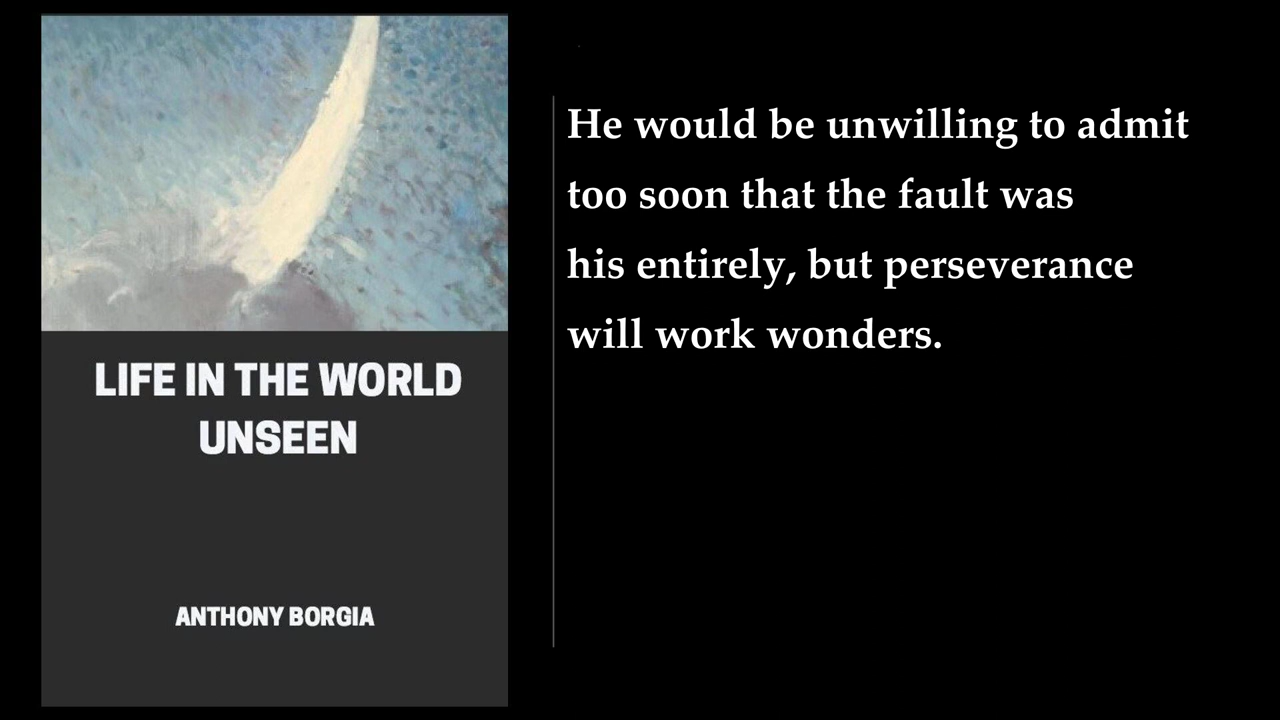 LIFE IN THE WORLD
UNSEEN
ANTHONY BORGIA
He would be unwilling to admit
too soon that the fault was
his entirely, but perseverance
will work wonders.